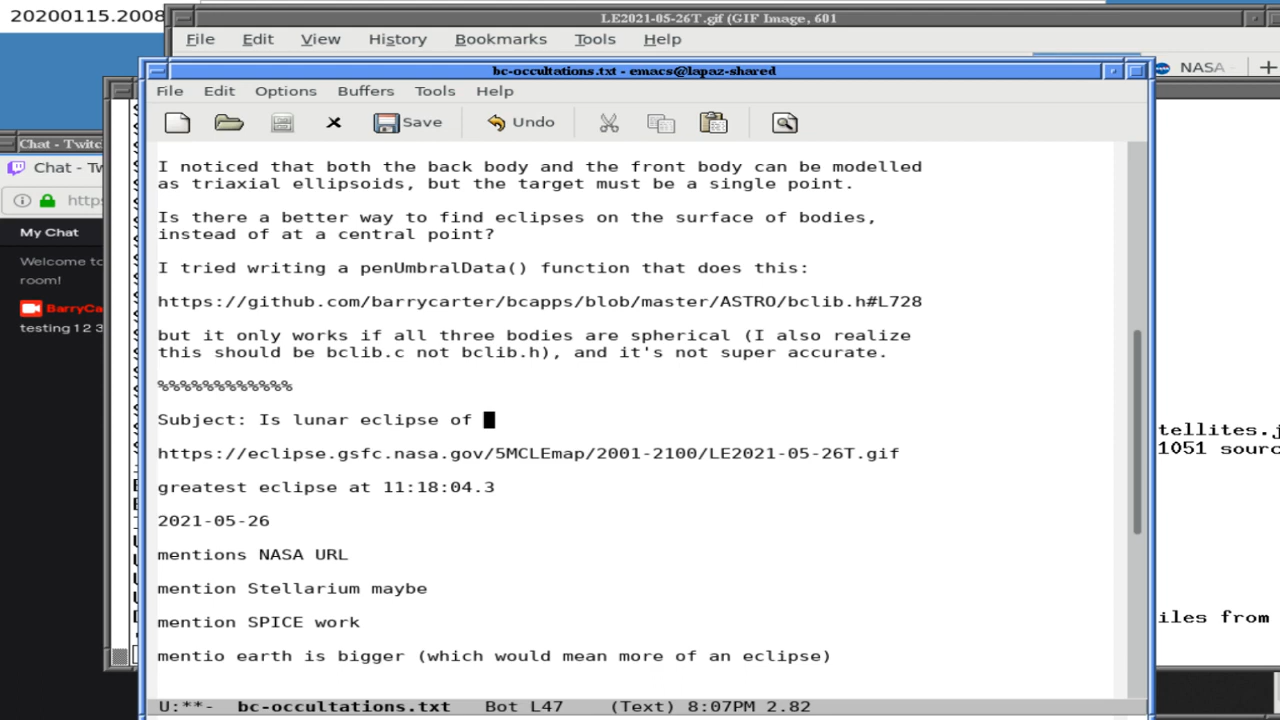 20200115.2008
LE2021-05-26T.gif (GIF Image, 601
File Edit View History Bookmarks Tools Help
NASA
bc-occultations.txt - emacs@lapaz-shared
File Edit Options Buffers Tools Help
Save Undo
Chat - Twitc
Chat - Tw
https
My Chat
Welcome to
room!
BarryCa
testing 1 2 3
I noticed that both the back body and the front body can be modelled
as triaxial ellipsoids, but the target must be a single point.
Is there a better way to find eclipses on the surface of bodies,
instead of at a central point?
I tried writing a penUmbralData() function that does this:
https://github.com/barrycarter/bcapps/blob/master/ASTRO/bclib.h#L728
but it only works if all three bodies are spherical (I also realize
this should be bclib.c not bclib.h), and it's not super accurate.
%%%%%%%%%%%%
Subject: Is lunar eclipse of
https://eclipse.gsfc.nasa.gov/5MCLEmap/2001-2100/LE2021-05-26T.gif
greatest eclipse at 11:18:04.3
2021-05-26
mentions NASA URL
mention Stellarium maybe
mention SPICE work
mentio earth is bigger (which would mean more of an eclipse)
tellites.j
1051 sourc
iles from
U:**- bc-occultations.txt Bot L47 (Text) 8:07PM 2.82